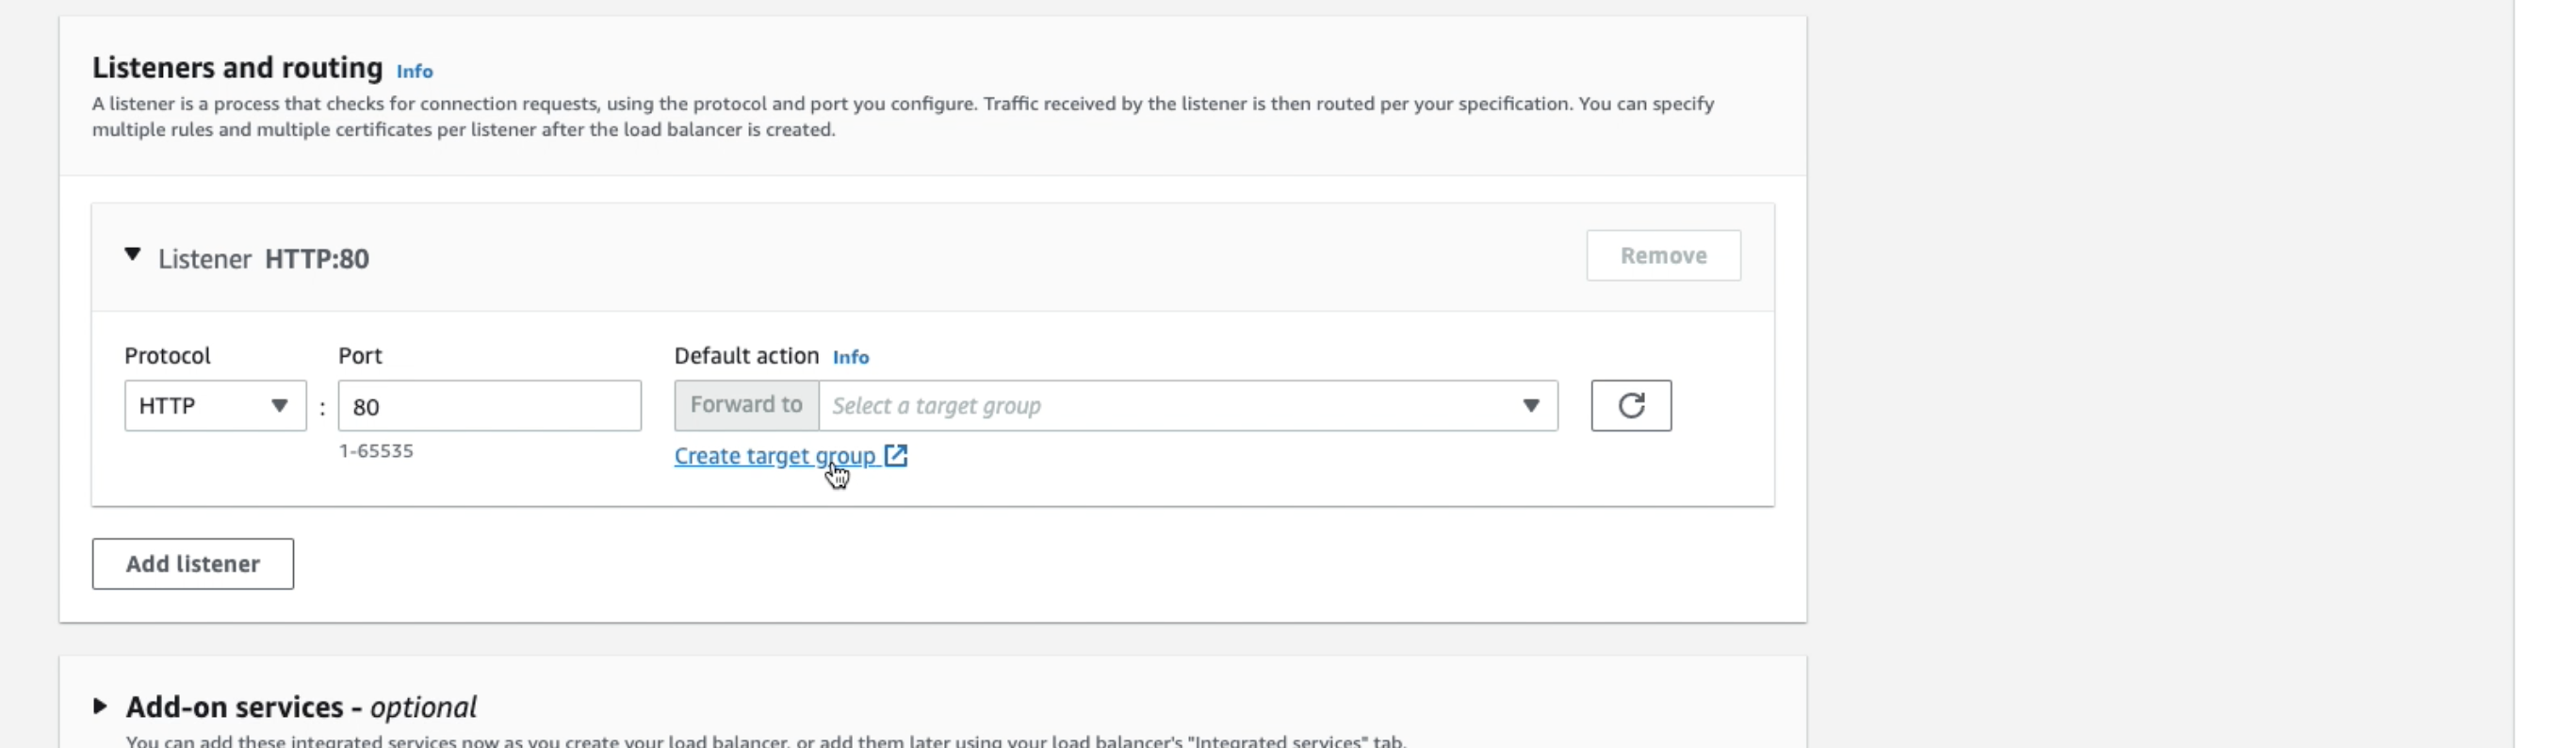 Listeners and routing Info
A listener is a process that checks for connection requests, using the protocol and port you configure. Traffic received by the listener is then routed per your specification. You can specify
multiple rules and multiple certificates per listener after the load balancer is created.
Listener HTTP:80
Remove
Protocol
Port
Default action Info
HTTP
:
80
Forward to
Select a target group
1-65535
Create target group
Add listener
Add-on services - optional
You can add these integrated services now as you create your load balancer, or add them later using your load balancer's "Integrated services" tab.